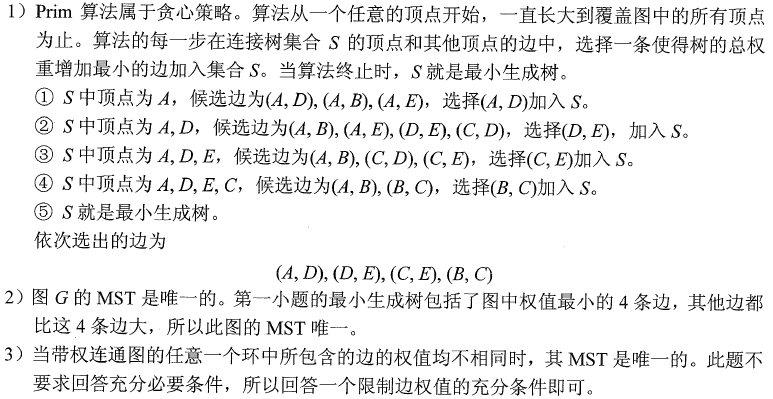 1）Prim 算法属于贪心策略。算法从一个任意的顶点开始，一直长大到覆盖图中的所有顶点
为止。算法的每一步在连接树集合 S 的顶点和其他顶点的边中，选择一条使得树的总权
重增加最小的边加入集合 S。当算法终止时，S 就是最小生成树。
① S 中顶点为 A，候选边为(A, D), (A, B), (A, E)，选择(A, D)加入 S。
② S 中顶点为 A, D，候选边为(A, B), (A, E), (D, E), (C, D)，选择(D, E)，加入 S。
③ S 中顶点为 A, D, E，候选边为(A, B), (C, D), (C, E)，选择(C, E)加入 S。
④ S 中顶点为 A, D, E, C，候选边为(A, B), (B, C)，选择(B, C)加入 S。
⑤ S 就是最小生成树。
依次选出的边为
(A, D), (D, E), (C, E), (B, C)
2）图 G 的 MST 是唯一的。第一小题的最小生成树包括了图中权值最小的 4 条边，其他边都
比这 4 条边大，所以此图的 MST 唯一。
3）当带权连通图的任意一个环中所包含的边的权值均不相同时，其 MST 是唯一的。此题不
要求回答充分必要条件，所以回答一个限制边权值的充分条件即可。